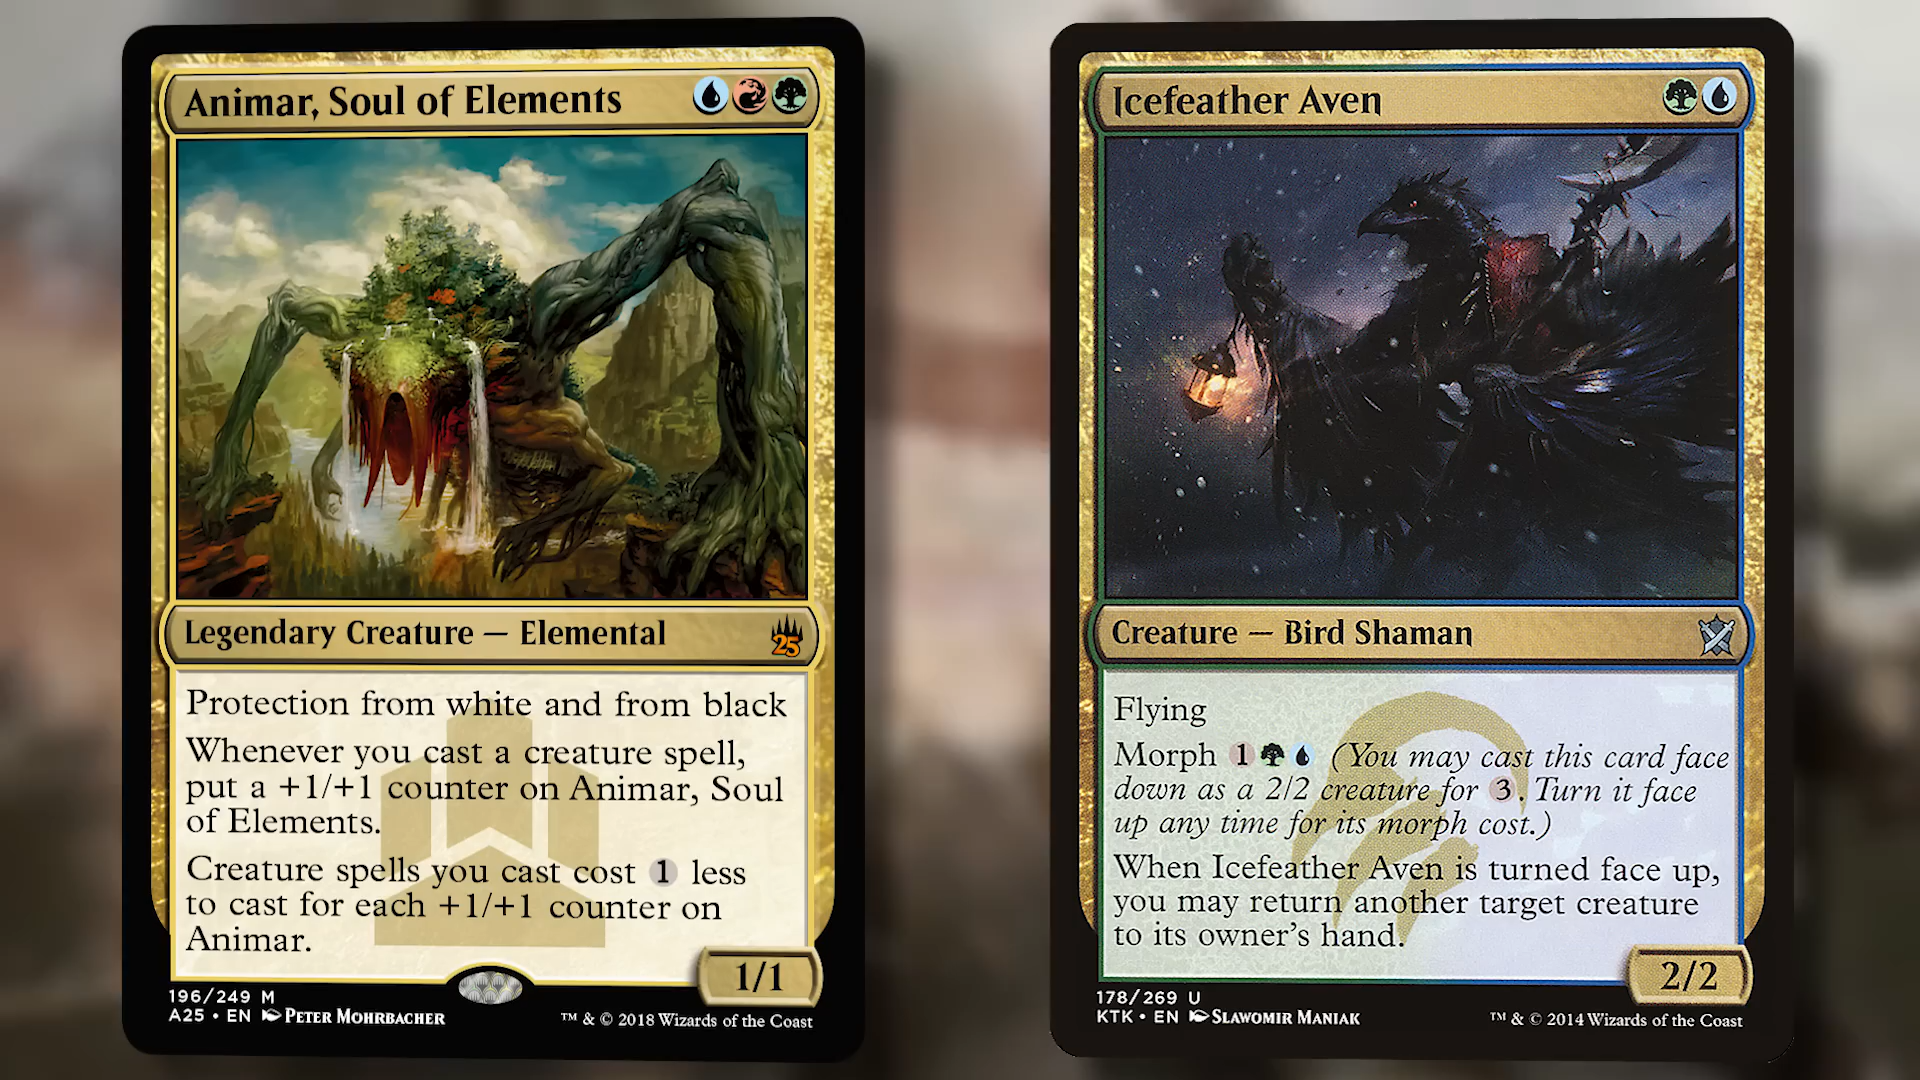 Animar, Soul of Elements
Legendary Creature — Elemental
25
Protection from white and from black
Whenever you cast a creature spell,
put a +1/+1 counter on Animar, Soul
of Elements.
Creature spells you cast cost 1 less
to cast for each +1/+1 counter on
Animar.
1/1
196/249 M
A25 • EN Peter Mohrbacher
™ & © 2018 Wizards of the Coast
Icefeather Aven
Creature — Bird Shaman
Flying
Morph 1 (You may cast this card face
down as a 2/2 creature for 3. Turn it face
up any time for its morph cost.)
When Icefeather Aven is turned face up,
you may return another target creature
to its owner's hand.
2/2
178/269 U
KTK • EN Slawomir Maniak
™ & © 2014 Wizards of the Coast